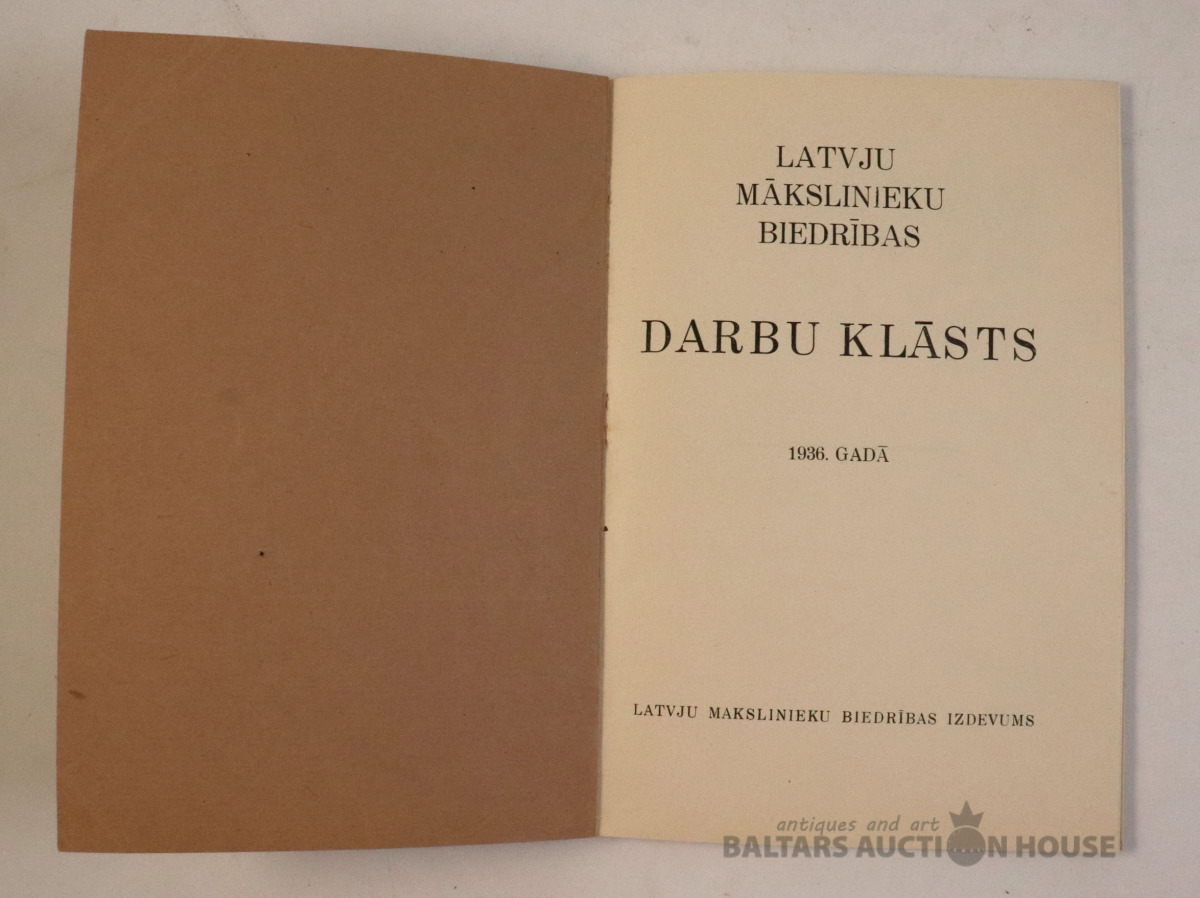 LATVJU
MĀKSLINIEKU
BIEDRĪBAS
DARBU KLĀSTS
1936. GADĀ
LATVJU MAKSLINIEKU BIEDRĪBAS IZDEVUMS
antiques and art
BALTARS AUCTION HOUSE